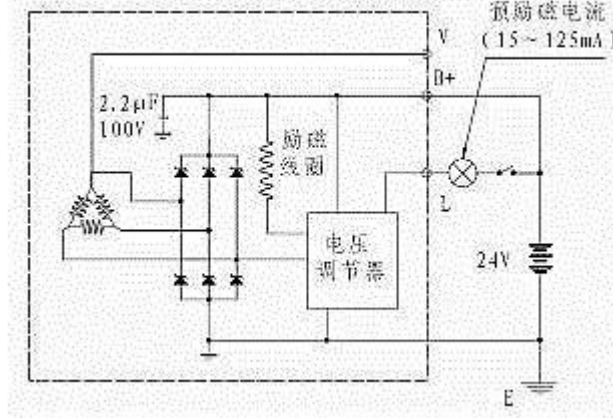 预励磁电流
(15~125mA)
V
B+
2.2μF
100V
励磁
线圈
L
电压
调节器
24V
E